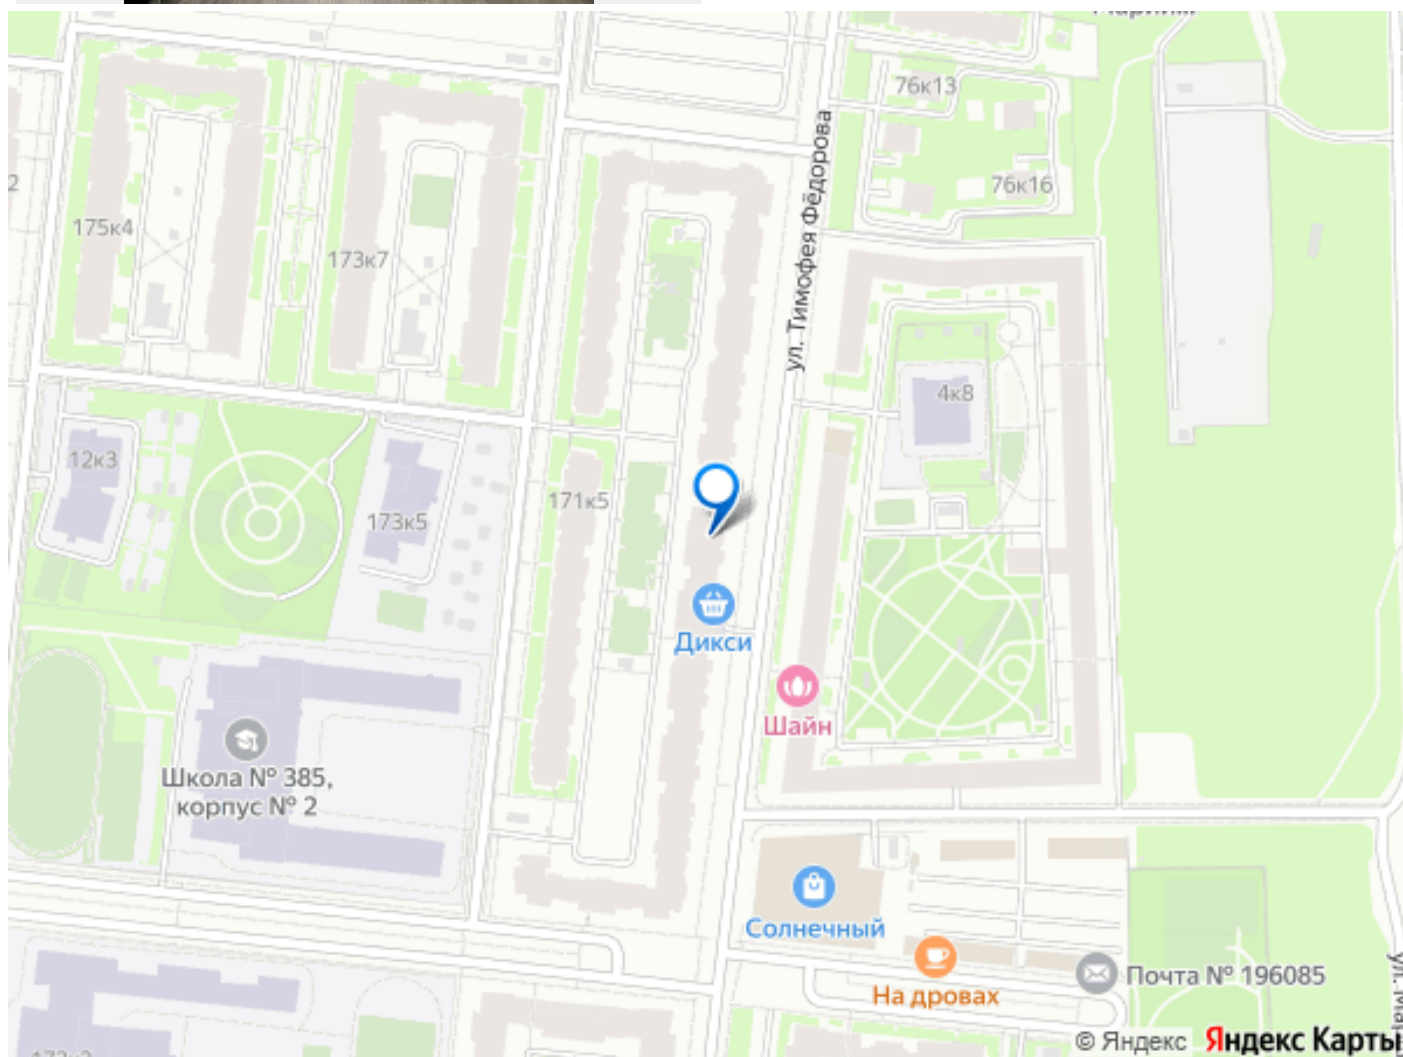 76к13
2
76к16
175к4
173к7
ул. Тимофея Фёдорова
4к8
12к3
171к5
173к5
Дикси
Шайн
Школа № 385,
корпус № 2
Солнечный
На дровах
Почта № 196085
© Яндекс Яндекс Карты